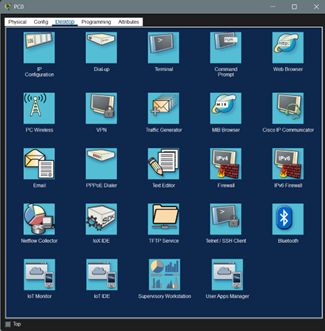 PC0
Physical Config Desktop Programming Attributes
IP
Configuration
Dial-up
Terminal
Command
Prompt
Web Browser
PC Wireless
VPN
Traffic Generator
MIB Browser
Cisco IP Communicator
Email
PPPoE Dialer
Text Editor
Firewall
IPv6 Firewall
Netflow Collector
IoX IDE
TFTP Service
Telnet / SSH Client
Bluetooth
IoT Monitor
IoT IDE
Supervisory Workstation
User Apps Manager
Top